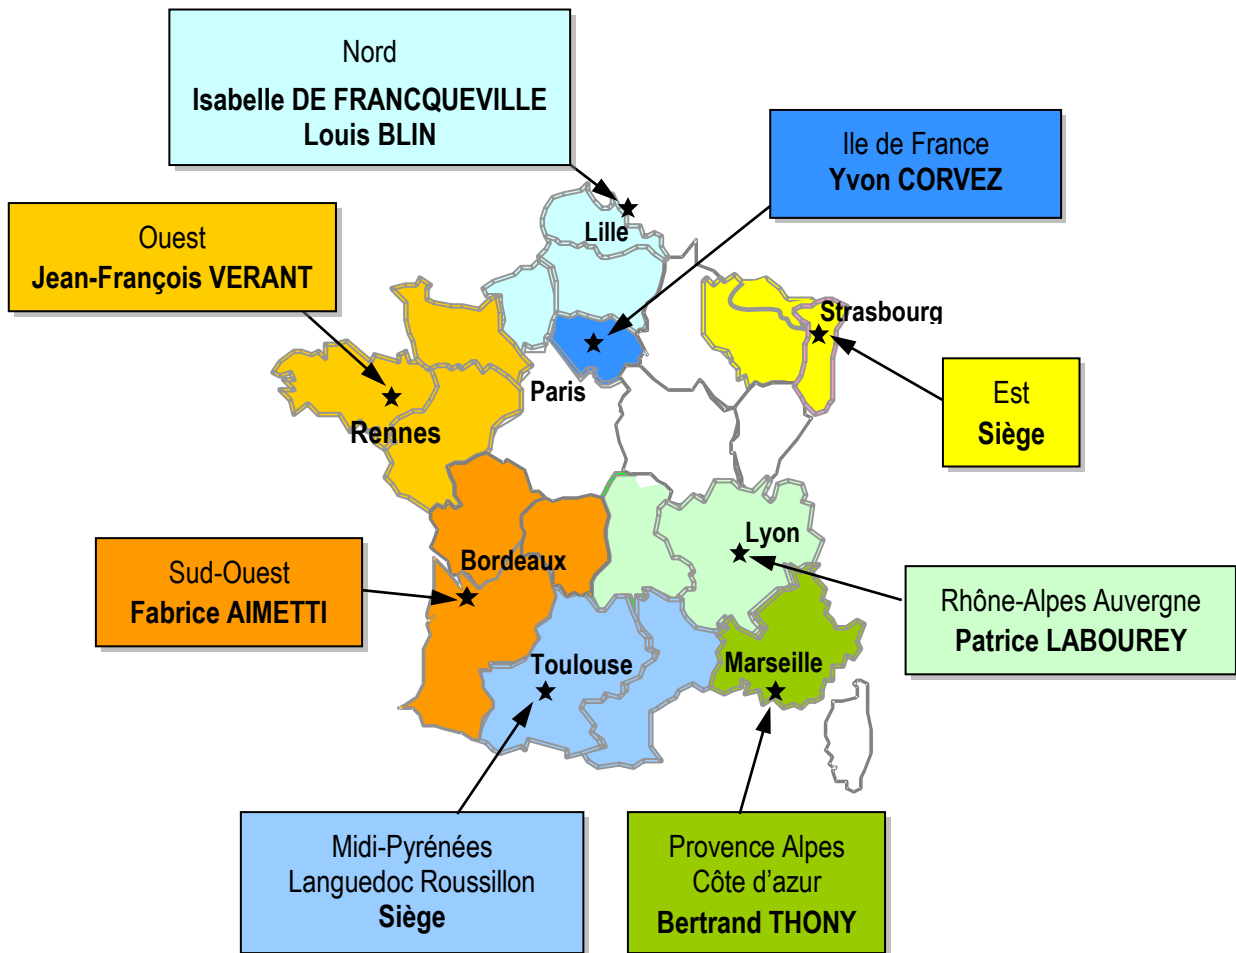 Nord
Isabelle DE FRANCQUEVILLE
Louis BLIN
Ile de France
Yvon CORVEZ
Ouest
Jean-François VERANT
Lille
Strasbourg
Paris
Rennes
Est
Siège
Lyon
Bordeaux
Sud-Ouest
Fabrice AIMETTI
Rhône-Alpes Auvergne
Patrice LABOUREY
Toulouse
Marseille
Midi-Pyrénées
Languedoc Roussillon
Siège
Provence Alpes
Côte d’azur
Bertrand THONY